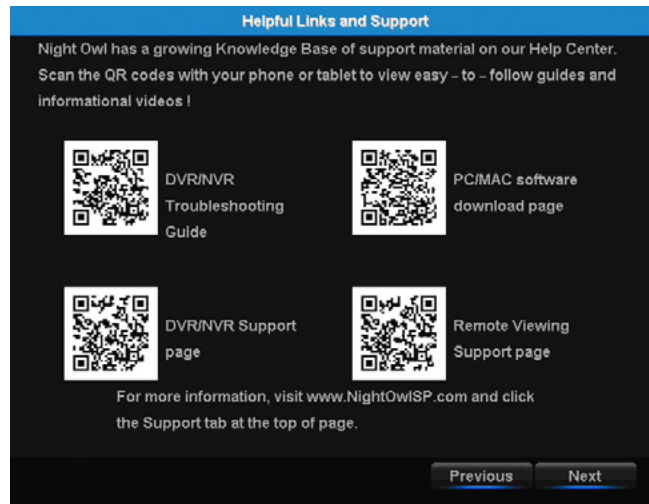 Helpful Links and Support
Night Owl has a growing Knowledge Base of support material on our Help Center.
Scan the QR codes with your phone or tablet to view easy - to - follow guides and
informational videos !
DVR/NVR
Troubleshooting
Guide
PC/MAC software
download page
DVR/NVR Support
page
Remote Viewing
Support page
For more information, visit www.NightOwlSP.com and click
the Support tab at the top of page.
Previous
Next